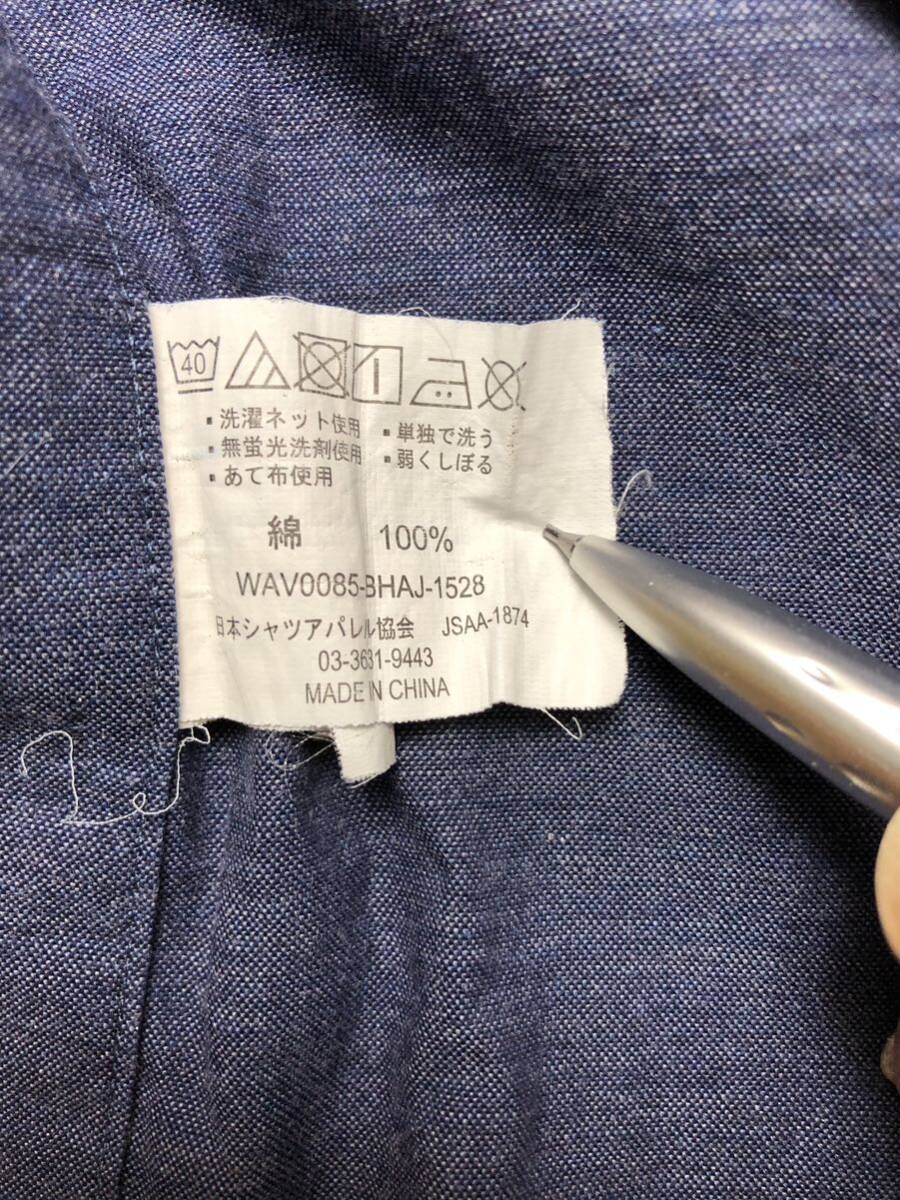 40
・洗濯ネット使用 ・単独で洗う
・無蛍光洗剤使用 ・弱くしぼる
・あて布使用
綿 100%
WAV0085-BHAJ-1528
日本シャツアパレル協会 JSAA-1874
03-3631-9443
MADE IN CHINA